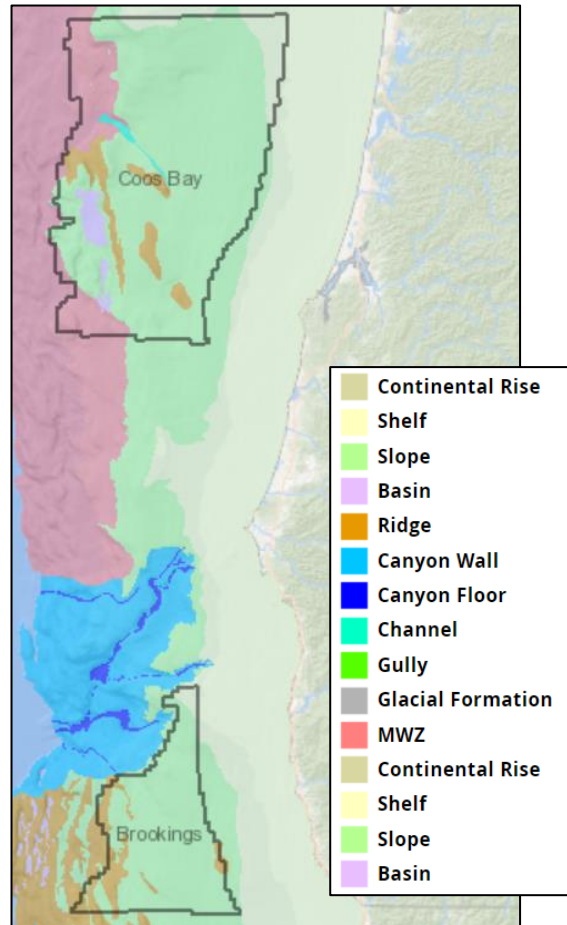 Coos Bay
Continental Rise
Shelf
Slope
Basin
Ridge
Canyon Wall
Canyon Floor
Channel
Gully
Glacial Formation
MWZ
Continental Rise
Shelf
Slope
Basin
Brookings